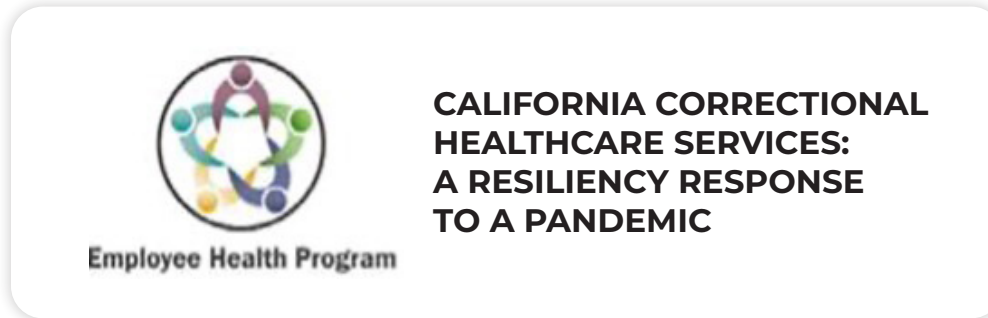 Employee Health Program
CALIFORNIA CORRECTIONAL
HEALTHCARE SERVICES:
A RESILIENCY RESPONSE
TO A PANDEMIC